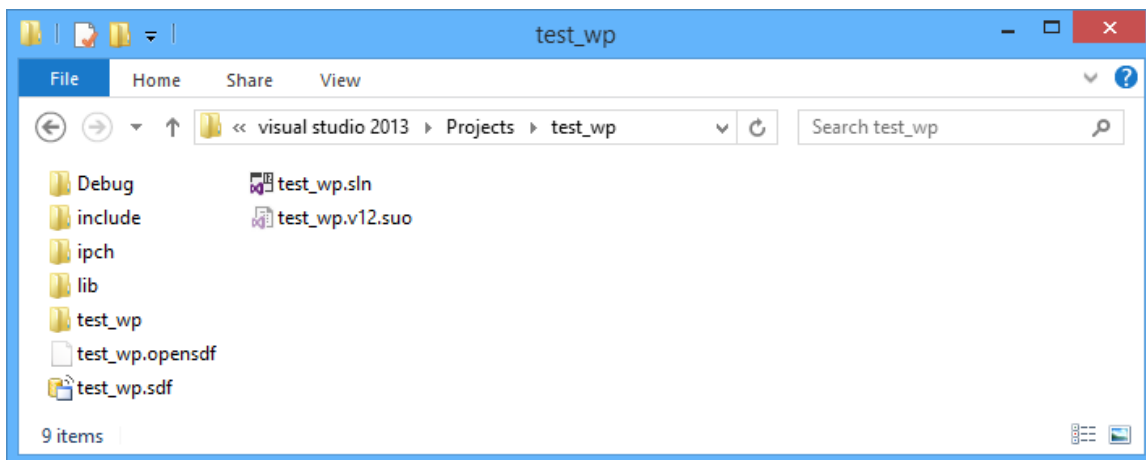 test_wp
File Home Share View
« visual studio 2013 Projects test_wp Search test_wp
Debug test_wp.sln
include test_wp.v12.suo
ipch
lib
test_wp
test_wp.opensdf
test_wp.sdf
9 items